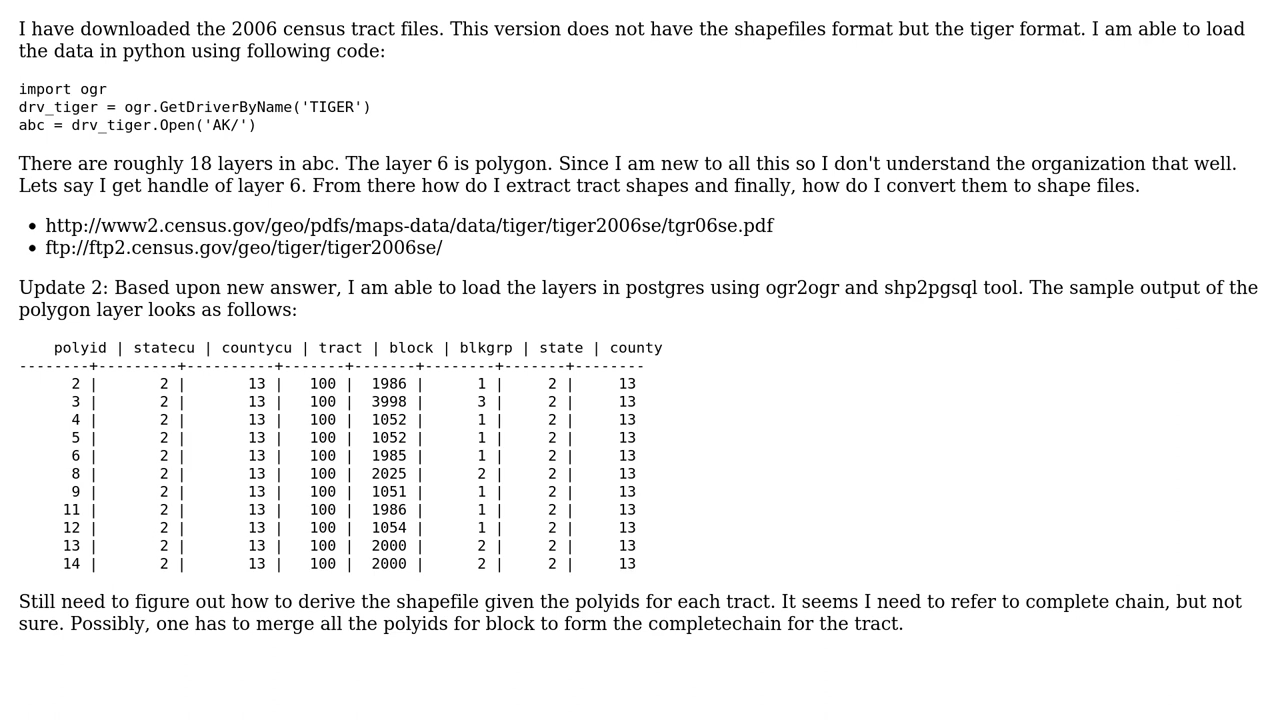 I have downloaded the 2006 census tract files. This version does not have the shapefiles format but the tiger format. I am able to load
the data in python using following code:
import ogr
drv_tiger = ogr.GetDriverByName('TIGER')
abc = drv_tiger.Open('AK/')
There are roughly 18 layers in abc. The layer 6 is polygon. Since I am new to all this so I don't understand the organization that well.
Lets say I get handle of layer 6. From there how do I extract tract shapes and finally, how do I convert them to shape files.
• http://www2.census.gov/geo/pdfs/maps-data/data/tiger/tiger2006se/tgr06se.pdf
• ftp://ftp2.census.gov/geo/tiger/tiger2006se/
Update 2: Based upon new answer, I am able to load the layers in postgres using ogr2ogr and shp2pgsql tool. The sample output of the
polygon layer looks as follows:
    polyid | statecu | countycu | tract | block | blkgrp | state | county
--------+---------+----------+-------+-------+--------+-------+--------
      2 |       2 |       13 |   100 |  1986 |      1 |     2 |     13
      3 |       2 |       13 |   100 |  3998 |      3 |     2 |     13
      4 |       2 |       13 |   100 |  1052 |      1 |     2 |     13
      5 |       2 |       13 |   100 |  1052 |      1 |     2 |     13
      6 |       2 |       13 |   100 |  1985 |      1 |     2 |     13
      8 |       2 |       13 |   100 |  2025 |      2 |     2 |     13
      9 |       2 |       13 |   100 |  1051 |      1 |     2 |     13
     11 |       2 |       13 |   100 |  1986 |      1 |     2 |     13
     12 |       2 |       13 |   100 |  1054 |      1 |     2 |     13
     13 |       2 |       13 |   100 |  2000 |      2 |     2 |     13
     14 |       2 |       13 |   100 |  2000 |      2 |     2 |     13
Still need to figure out how to derive the shapefile given the polyids for each tract. It seems I need to refer to complete chain, but not
sure. Possibly, one has to merge all the polyids for block to form the completechain for the tract.